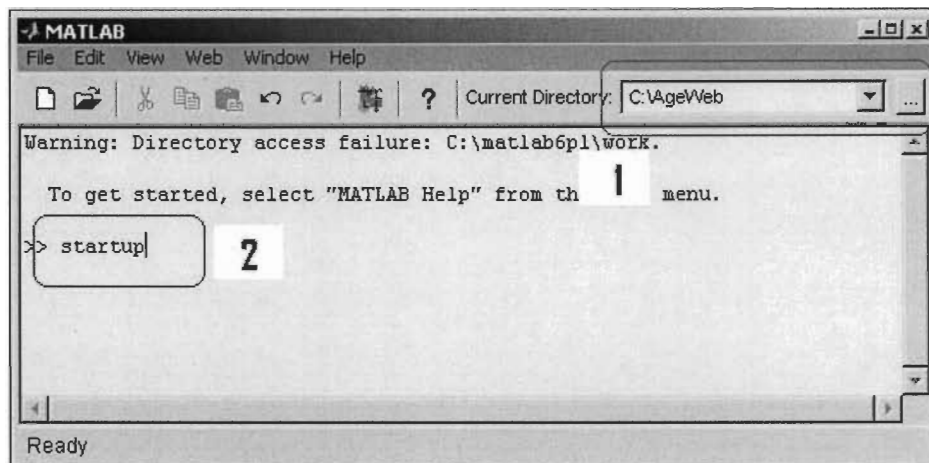 MATLAB
File Edit View Web Window Help
? Current Directory: C:\AgeWeb ...
Warning: Directory access failure: C:\matlab6p1\work.
1
To get started, select "MATLAB Help" from th menu.
>> startup
2
Ready